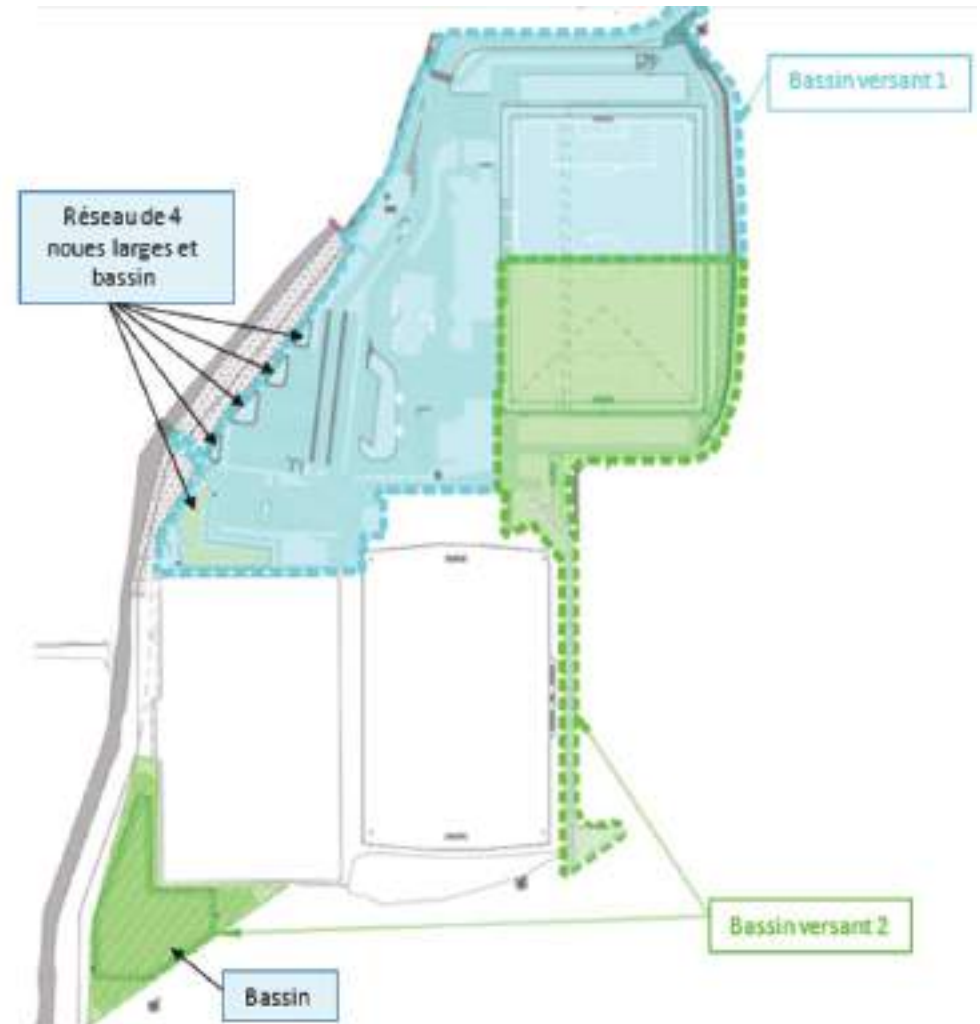 Bassin versant 1
Réseau de 4
noues larges et
bassin
Bassin versant 2
Bassin